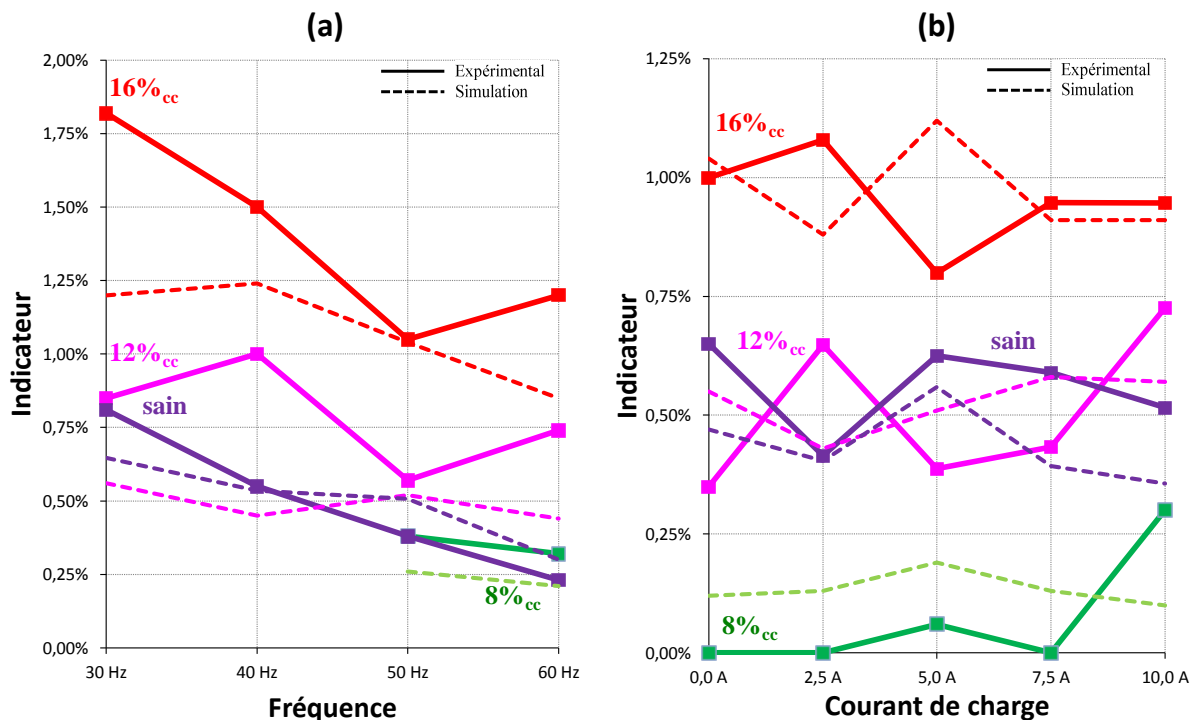 (a)
2,00%
1,75%
1,50%
1,25%
1,00%
0,75%
0,50%
0,25%
0,00%
Indicateur
Expérimental
Simulation
16%cc
12%cc
sain
8%cc
30 Hz
40 Hz
50 Hz
60 Hz
Fréquence
(b)
1,25%
1,00%
0,75%
0,50%
0,25%
0,00%
Indicateur
Expérimental
Simulation
16%cc
12%cc
sain
8%cc
0,0 A
2,5 A
5,0 A
7,5 A
10,0 A
Courant de charge